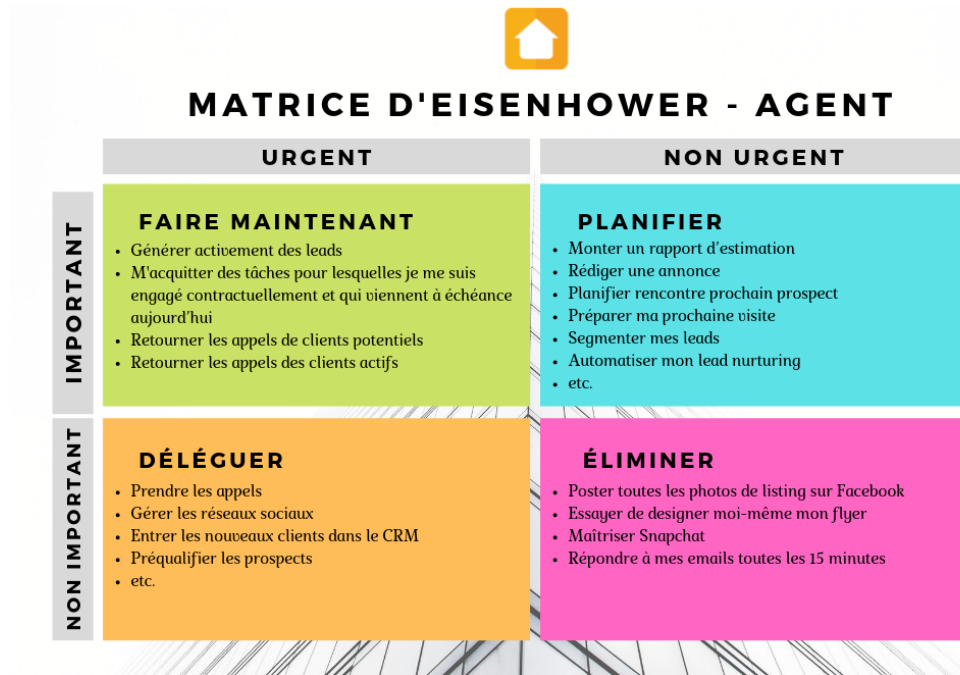 MATRICE D'EISENHOWER - AGENT
URGENT
NON URGENT
IMPORTANT
FAIRE MAINTENANT
• Générer activement des leads
• M'acquitter des tâches pour lesquelles je me suis
engagé contractuellement et qui viennent à échéance
aujourd'hui
• Retourner les appels de clients potentiels
• Retourner les appels des clients actifs
PLANIFIER
• Monter un rapport d'estimation
• Rédiger une annonce
• Planifier rencontre prochain prospect
• Préparer ma prochaine visite
• Segmenter mes leads
• Automatiser mon lead nurturing
• etc.
NON IMPORTANT
DÉLÉGUER
• Prendre les appels
• Gérer les réseaux sociaux
• Entrer les nouveaux clients dans le CRM
• Préqualifier les prospects
• etc.
ÉLIMINER
• Poster toutes les photos de listing sur Facebook
• Essayer de designer moi-même mon flyer
• Maîtriser Snapchat
• Répondre à mes emails toutes les 15 minutes